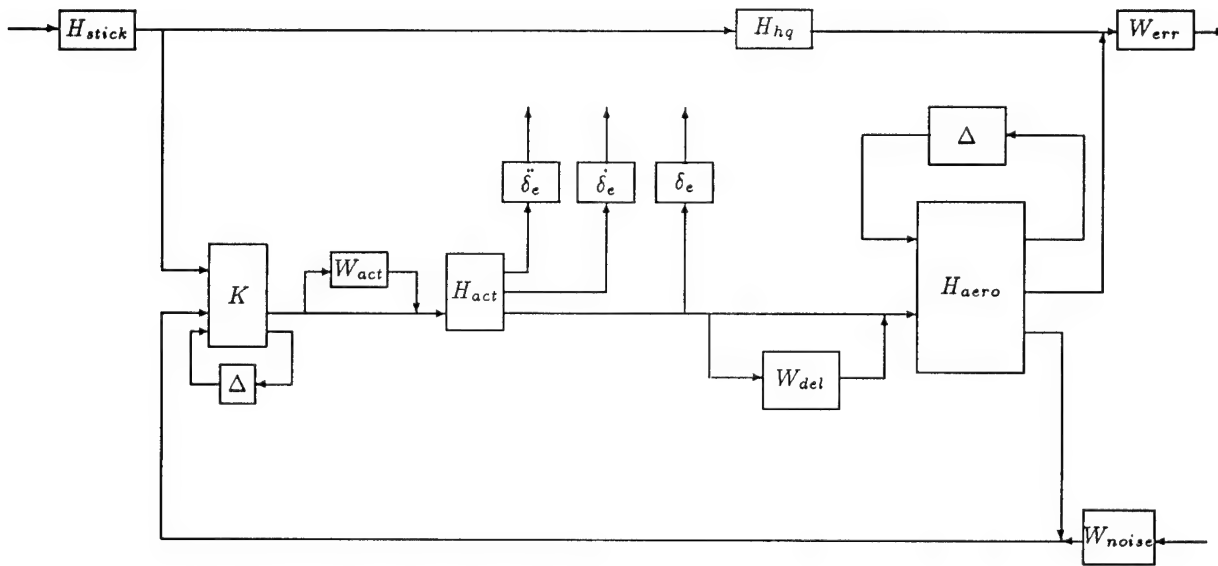 H_stick
H_hq
W_err
Δ
δ̈_e
δ̇_e
δ_e
K
W_act
H_act
H_aero
Δ
W_del
W_noise